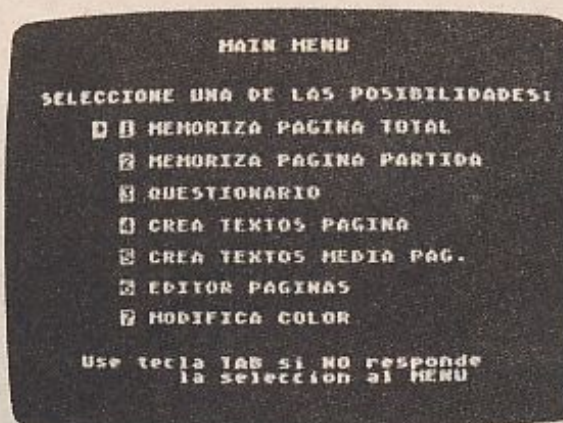 MAIN MENU
SELECCIONE UNA DE LAS POSIBILIDADES:
1 MEMORIZA PAGINA TOTAL
2 MEMORIZA PAGINA PARTIDA
3 QUESTIONARIO
4 CREA TEXTOS PAGINA
5 CREA TEXTOS MEDIA PAG.
6 EDITOR PAGINAS
7 MODIFICA COLOR
Use tecla TAB si NO responde
la seleccion al MENU